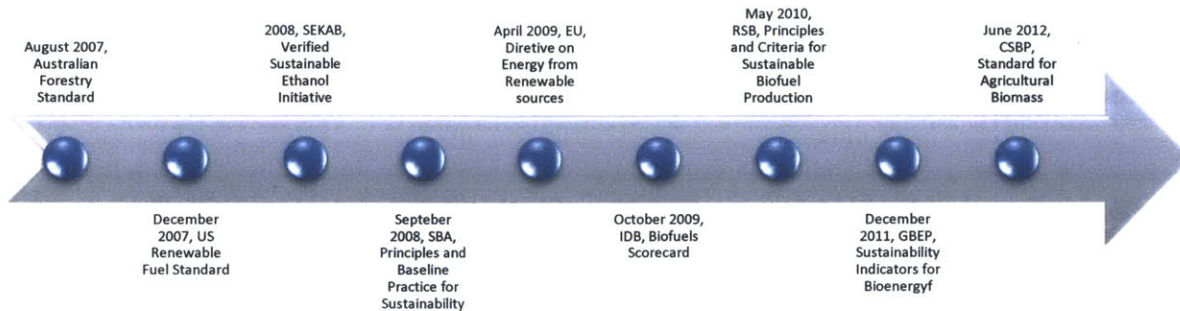 August 2007,
Australian
Forestry
Standard
December
2007, US
Renewable
Fuel Standard
2008, SEKAB,
Verified
Sustainable
Ethanol
Initiative
Septeber
2008, SBA,
Principles and
Baseline
Practice for
Sustainability
April 2009, EU,
Diretive on
Energy from
Renewable
sources
October 2009,
IDB, Biofuels
Scorecard
May 2010,
RSB, Principles
and Criteria for
Sustainable
Biofuel
Production
December
2011, GBEP,
Sustainability
Indicators for
Bioenergyf
June 2012,
CSBP,
Standard for
Agricultural
Biomass